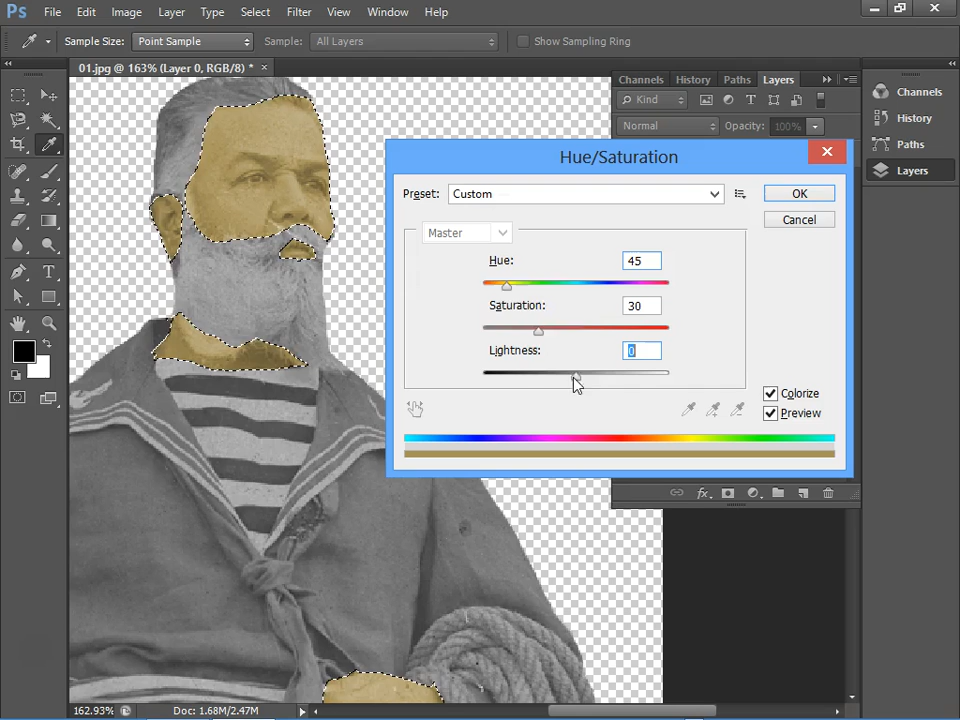 Ps File Edit Image Layer Type Select Filter View Window Help
Sample Size: Point Sample Sample: All Layers Show Sampling Ring
01.jpg @ 163% (Layer 0, RGB/8) * ×
Channels History Paths Layers
Kind
Normal Opacity: 100%
Channels
History
Paths
Layers
Hue/Saturation
Preset: Custom
OK
Cancel
Master
Hue: 45
Saturation: 30
Lightness: 0
Colorize
Preview
fx
162.93% Doc: 1.68M/2.47M